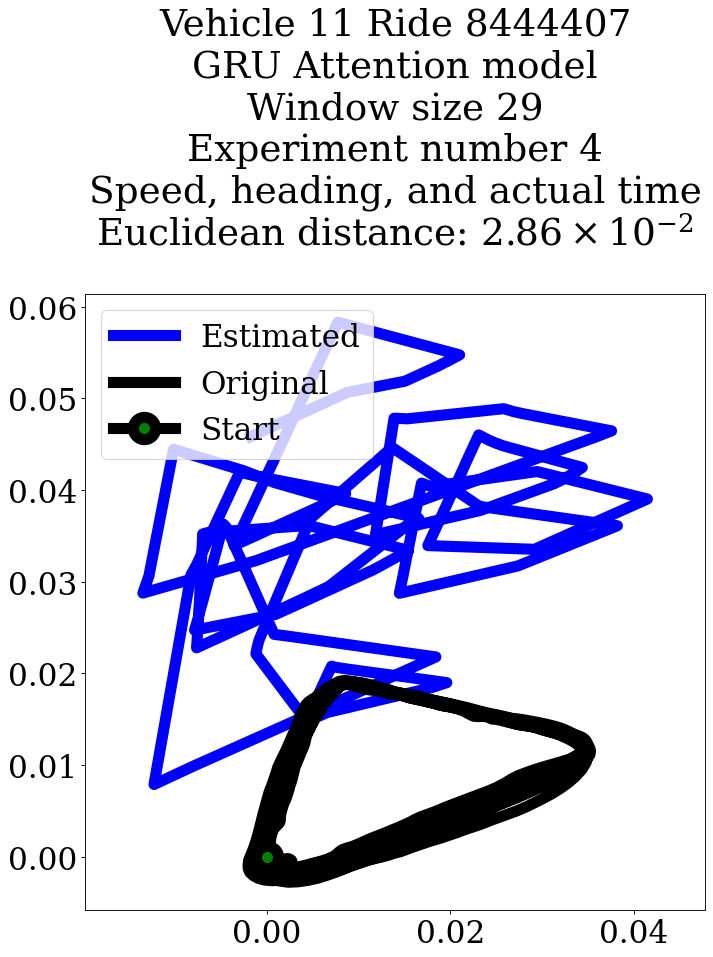 Vehicle 11 Ride 8444407
GRU Attention model
Window size 29
Experiment number 4
Speed, heading, and actual time
Euclidean distance: 2.86 × 10⁻²
0.06
0.05
0.04
0.03
0.02
0.01
0.00
Estimated
Original
Start
0.00 0.02 0.04